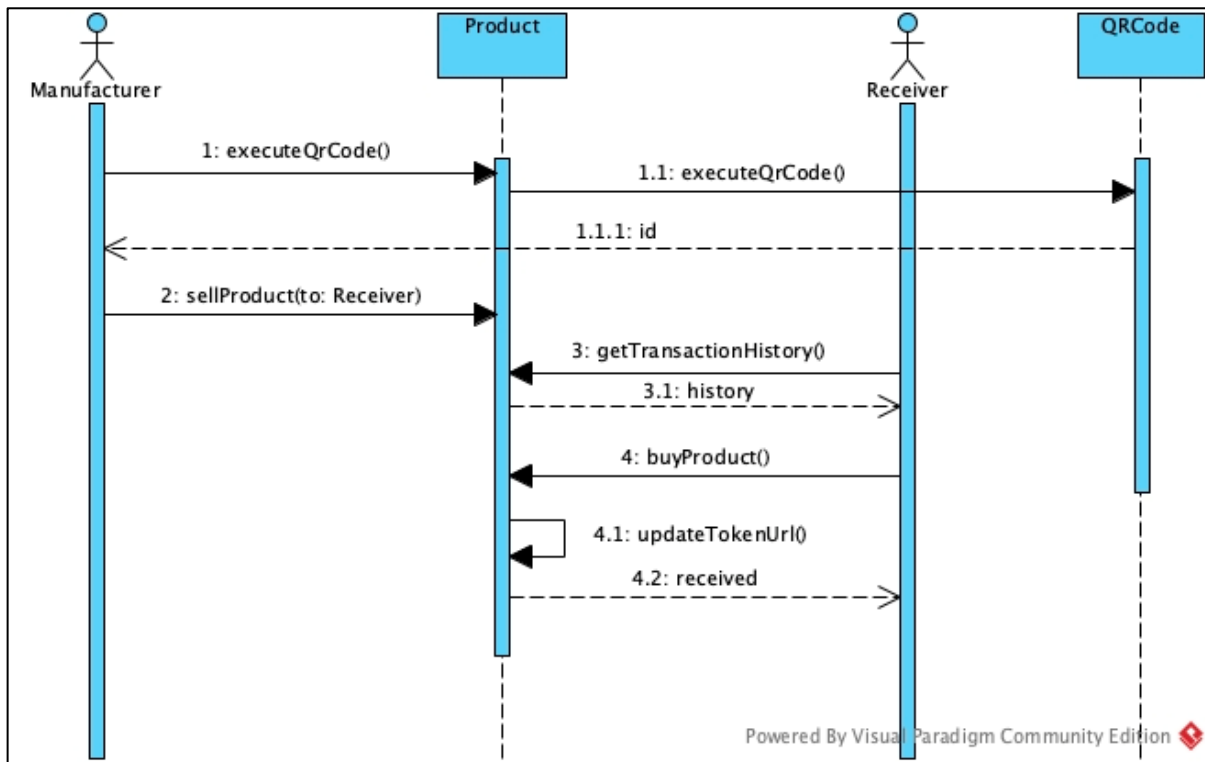 Product
QRCode
Manufacturer
Receiver
1: executeQrCode()
1.1: executeQrCode()
1.1.1: id
2: sellProduct(to: Receiver)
3: getTransactionHistory()
3.1: history
4: buyProduct()
4.1: updateTokenUrl()
4.2: received
Powered By Visual Paradigm Community Edition